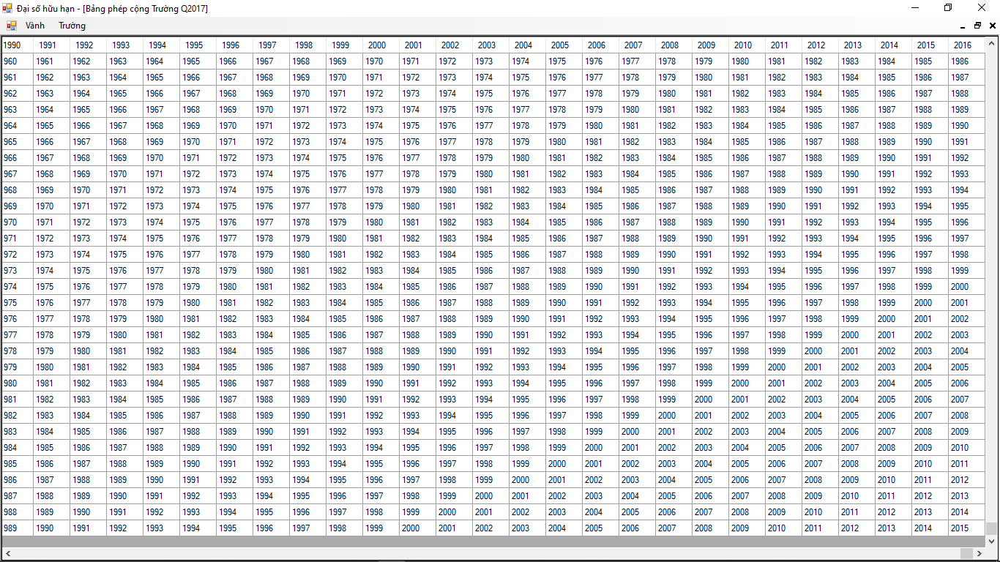 Đại số hữu hạn - [Bảng phép cộng Trường Q2017]
Vành Trường
1990 1991 1992 1993 1994 1995 1996 1997 1998 1999 2000 2001 2002 2003 2004 2005 2006 2007 2008 2009 2010 2011 2012 2013 2014 2015 2016
960 1961 1962 1963 1964 1965 1966 1967 1968 1969 1970 1971 1972 1973 1974 1975 1976 1977 1978 1979 1980 1981 1982 1983 1984 1985 1986
961 1962 1963 1964 1965 1966 1967 1968 1969 1970 1971 1972 1973 1974 1975 1976 1977 1978 1979 1980 1981 1982 1983 1984 1985 1986 1987
962 1963 1964 1965 1966 1967 1968 1969 1970 1971 1972 1973 1974 1975 1976 1977 1978 1979 1980 1981 1982 1983 1984 1985 1986 1987 1988
963 1964 1965 1966 1967 1968 1969 1970 1971 1972 1973 1974 1975 1976 1977 1978 1979 1980 1981 1982 1983 1984 1985 1986 1987 1988 1989
964 1965 1966 1967 1968 1969 1970 1971 1972 1973 1974 1975 1976 1977 1978 1979 1980 1981 1982 1983 1984 1985 1986 1987 1988 1989 1990
965 1966 1967 1968 1969 1970 1971 1972 1973 1974 1975 1976 1977 1978 1979 1980 1981 1982 1983 1984 1985 1986 1987 1988 1989 1990 1991
966 1967 1968 1969 1970 1971 1972 1973 1974 1975 1976 1977 1978 1979 1980 1981 1982 1983 1984 1985 1986 1987 1988 1989 1990 1991 1992
967 1968 1969 1970 1971 1972 1973 1974 1975 1976 1977 1978 1979 1980 1981 1982 1983 1984 1985 1986 1987 1988 1989 1990 1991 1992 1993
968 1969 1970 1971 1972 1973 1974 1975 1976 1977 1978 1979 1980 1981 1982 1983 1984 1985 1986 1987 1988 1989 1990 1991 1992 1993 1994
969 1970 1971 1972 1973 1974 1975 1976 1977 1978 1979 1980 1981 1982 1983 1984 1985 1986 1987 1988 1989 1990 1991 1992 1993 1994 1995
970 1971 1972 1973 1974 1975 1976 1977 1978 1979 1980 1981 1982 1983 1984 1985 1986 1987 1988 1989 1990 1991 1992 1993 1994 1995 1996
971 1972 1973 1974 1975 1976 1977 1978 1979 1980 1981 1982 1983 1984 1985 1986 1987 1988 1989 1990 1991 1992 1993 1994 1995 1996 1997
972 1973 1974 1975 1976 1977 1978 1979 1980 1981 1982 1983 1984 1985 1986 1987 1988 1989 1990 1991 1992 1993 1994 1995 1996 1997 1998
973 1974 1975 1976 1977 1978 1979 1980 1981 1982 1983 1984 1985 1986 1987 1988 1989 1990 1991 1992 1993 1994 1995 1996 1997 1998 1999
974 1975 1976 1977 1978 1979 1980 1981 1982 1983 1984 1985 1986 1987 1988 1989 1990 1991 1992 1993 1994 1995 1996 1997 1998 1999 2000
975 1976 1977 1978 1979 1980 1981 1982 1983 1984 1985 1986 1987 1988 1989 1990 1991 1992 1993 1994 1995 1996 1997 1998 1999 2000 2001
976 1977 1978 1979 1980 1981 1982 1983 1984 1985 1986 1987 1988 1989 1990 1991 1992 1993 1994 1995 1996 1997 1998 1999 2000 2001 2002
977 1978 1979 1980 1981 1982 1983 1984 1985 1986 1987 1988 1989 1990 1991 1992 1993 1994 1995 1996 1997 1998 1999 2000 2001 2002 2003
978 1979 1980 1981 1982 1983 1984 1985 1986 1987 1988 1989 1990 1991 1992 1993 1994 1995 1996 1997 1998 1999 2000 2001 2002 2003 2004
979 1980 1981 1982 1983 1984 1985 1986 1987 1988 1989 1990 1991 1992 1993 1994 1995 1996 1997 1998 1999 2000 2001 2002 2003 2004 2005
980 1981 1982 1983 1984 1985 1986 1987 1988 1989 1990 1991 1992 1993 1994 1995 1996 1997 1998 1999 2000 2001 2002 2003 2004 2005 2006
981 1982 1983 1984 1985 1986 1987 1988 1989 1990 1991 1992 1993 1994 1995 1996 1997 1998 1999 2000 2001 2002 2003 2004 2005 2006 2007
982 1983 1984 1985 1986 1987 1988 1989 1990 1991 1992 1993 1994 1995 1996 1997 1998 1999 2000 2001 2002 2003 2004 2005 2006 2007 2008
983 1984 1985 1986 1987 1988 1989 1990 1991 1992 1993 1994 1995 1996 1997 1998 1999 2000 2001 2002 2003 2004 2005 2006 2007 2008 2009
984 1985 1986 1987 1988 1989 1990 1991 1992 1993 1994 1995 1996 1997 1998 1999 2000 2001 2002 2003 2004 2005 2006 2007 2008 2009 2010
985 1986 1987 1988 1989 1990 1991 1992 1993 1994 1995 1996 1997 1998 1999 2000 2001 2002 2003 2004 2005 2006 2007 2008 2009 2010 2011
986 1987 1988 1989 1990 1991 1992 1993 1994 1995 1996 1997 1998 1999 2000 2001 2002 2003 2004 2005 2006 2007 2008 2009 2010 2011 2012
987 1988 1989 1990 1991 1992 1993 1994 1995 1996 1997 1998 1999 2000 2001 2002 2003 2004 2005 2006 2007 2008 2009 2010 2011 2012 2013
988 1989 1990 1991 1992 1993 1994 1995 1996 1997 1998 1999 2000 2001 2002 2003 2004 2005 2006 2007 2008 2009 2010 2011 2012 2013 2014
989 1990 1991 1992 1993 1994 1995 1996 1997 1998 1999 2000 2001 2002 2003 2004 2005 2006 2007 2008 2009 2010 2011 2012 2013 2014 2015